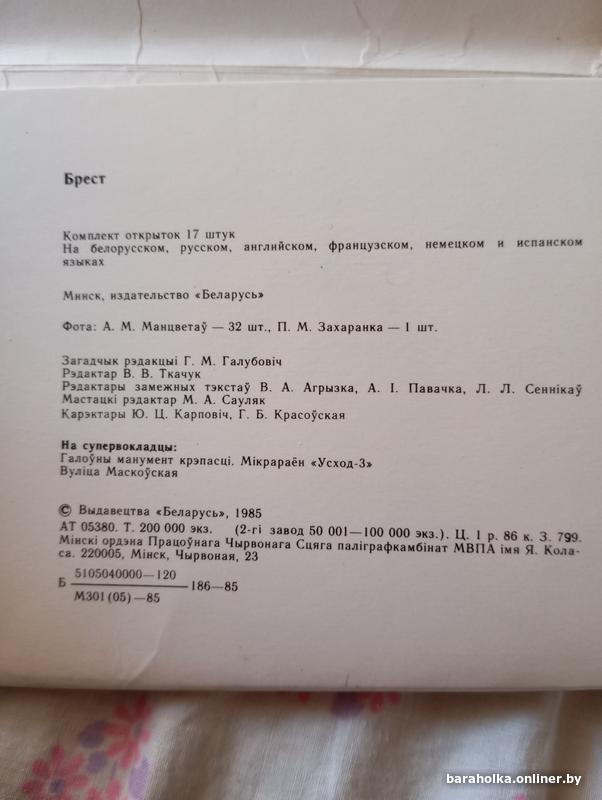 Брест
Комплект открыток 17 штук
На белорусском, русском, английском, французском, немецком и испанском
языках
Минск, издательство «Беларусь»
Фота: А. М. Манцветаў — 32 шт., П. М. Захаранка — 1 шт.
Загадчык рэдакцыі Г. М. Галубовіч
Рэдактар В. В. Ткачук
Рэдактары замежных тэкстаў В. А. Агрызка, А. І. Павачка, Л. Л. Сеннікаў
Мастацкі рэдактар М. А. Сауляк
Карэктары Ю. Ц. Карповіч, Г. Б. Красоўская
На супервокладцы:
Галоўны манумент крэпасці. Мікрараён «Усход-3»
Вуліца Маскоўская
© Выдавецтва «Беларусь», 1985
АТ 05380. Т. 200 000 экз. (2-гі завод 50 001—100 000 экз.). Ц. 1 р. 86 к. З. 799.
Мінскі ордэна Працоўнага Чырвонага Сцяга паліграфкамбінат МВПА імя Я. Кола-
са. 220005, Мінск, Чырвоная, 23
Б 5105040000—120 186—85
М301(05)—85
baraholka.onliner.by